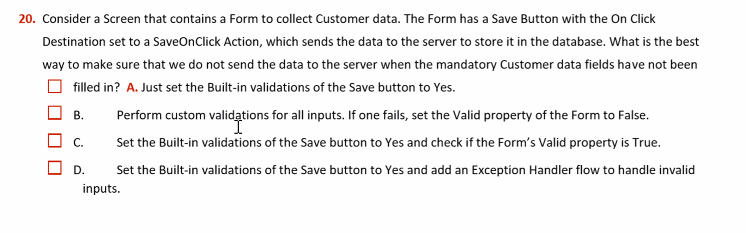 20. Consider a Screen that contains a Form to collect Customer data. The Form has a Save Button with the On Click
Destination set to a SaveOnClick Action, which sends the data to the server to store it in the database. What is the best
way to make sure that we do not send the data to the server when the mandatory Customer data fields have not been
filled in? A. Just set the Built-in validations of the Save button to Yes.
B. Perform custom validations for all inputs. If one fails, set the Valid property of the Form to False.
C. Set the Built-in validations of the Save button to Yes and check if the Form’s Valid property is True.
D. Set the Built-in validations of the Save button to Yes and add an Exception Handler flow to handle invalid
inputs.